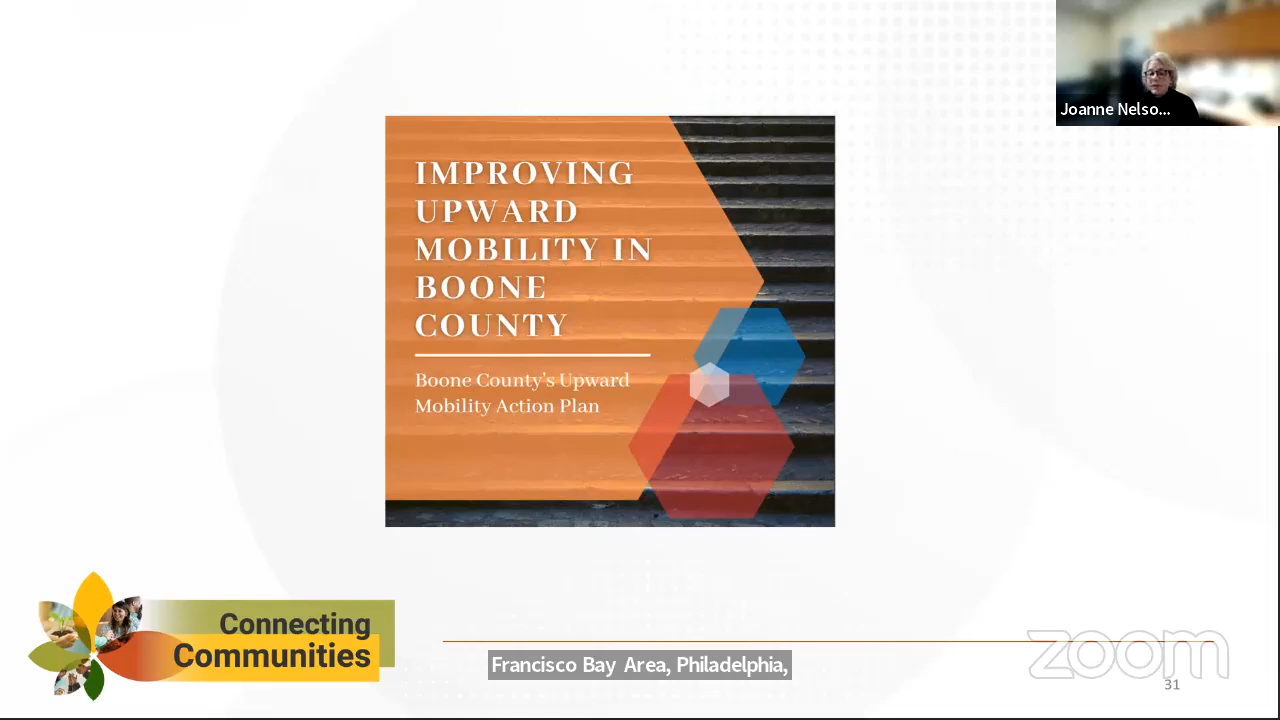 Joanne Nelso...
IMPROVING
UPWARD
MOBILITY IN
BOONE
COUNTY
Boone County's Upward
Mobility Action Plan
Connecting
Communities
Francisco Bay Area, Philadelphia,
zoom
31